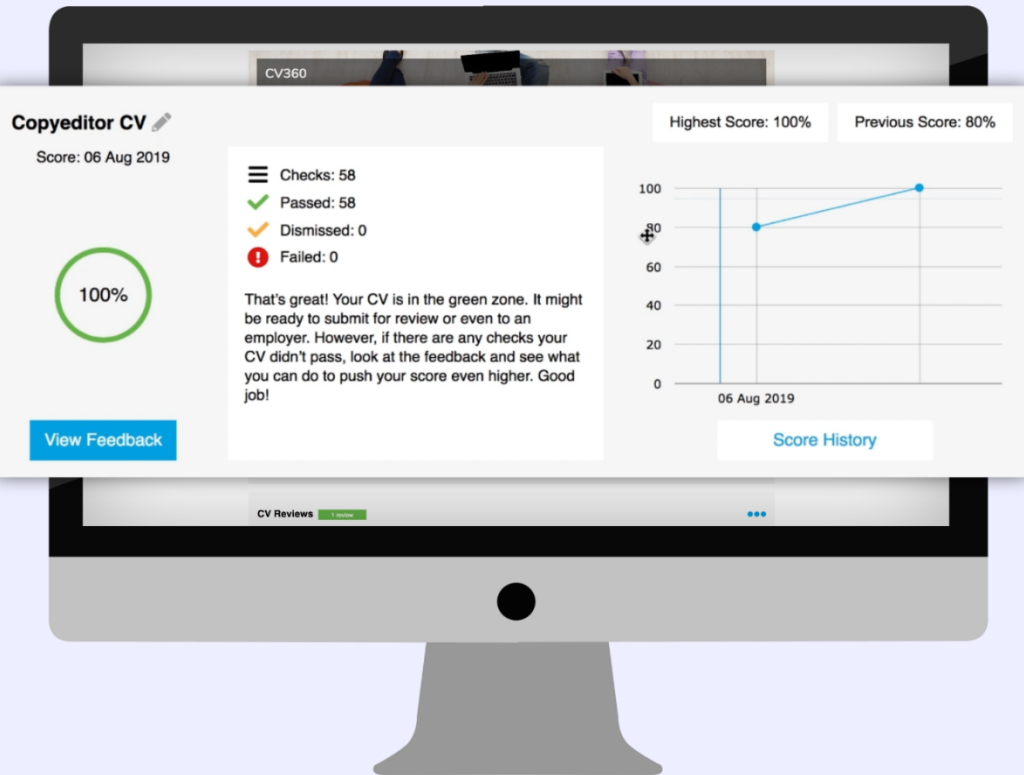 CV360
Copyeditor CV
Score: 06 Aug 2019
100%
View Feedback
Checks: 58
Passed: 58
Dismissed: 0
Failed: 0
That's great! Your CV is in the green zone. It might
be ready to submit for review or even to an
employer. However, if there are any checks your
CV didn't pass, look at the feedback and see what
you can do to push your score even higher. Good
job!
Highest Score: 100%
Previous Score: 80%
100
80
60
40
20
0
06 Aug 2019
Score History
CV Reviews
1 review